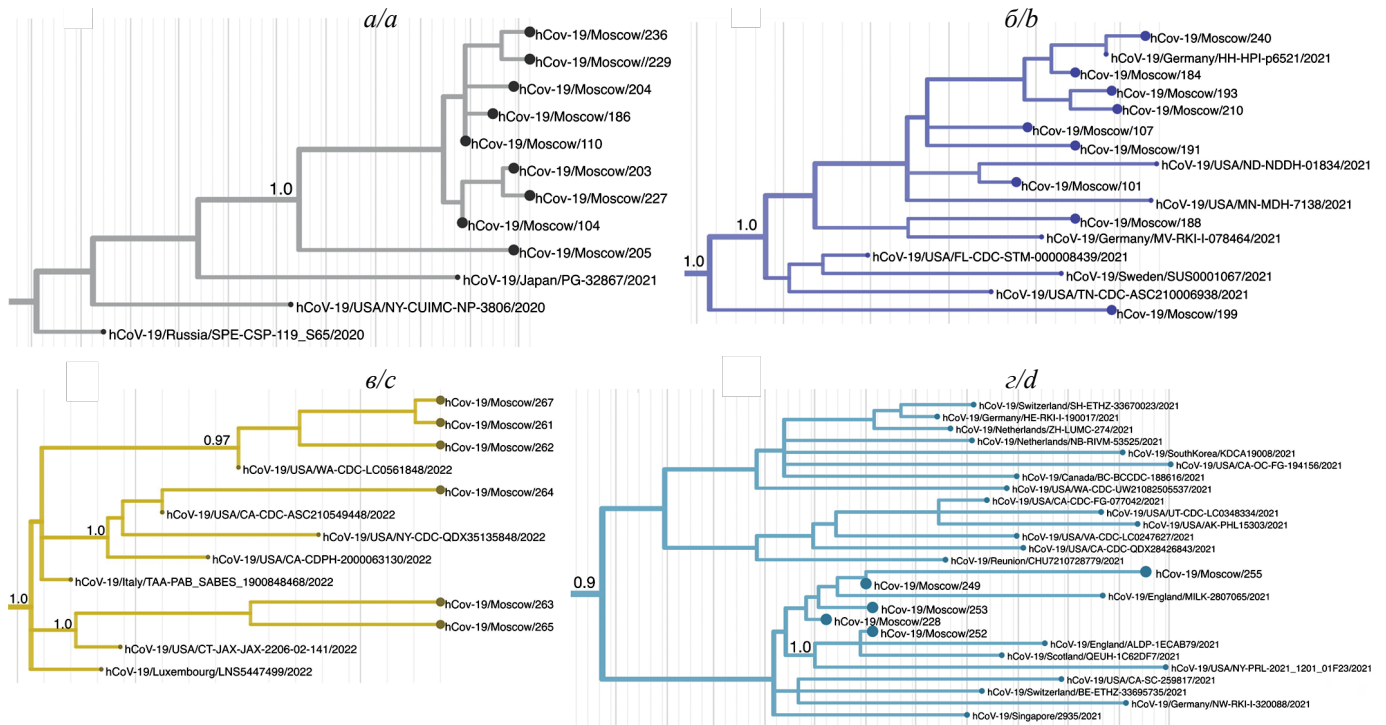 а/a
hCov-19/Moscow/236
hCov-19/Moscow//229
hCov-19/Moscow/204
hCov-19/Moscow/186
hCov-19/Moscow/110
hCov-19/Moscow/203
hCov-19/Moscow/227
hCov-19/Moscow/104
1.0
hCov-19/Moscow/205
hCoV-19/Japan/PG-32867/2021
hCoV-19/USA/NY-CUIMC-NP-3806/2020
hCoV-19/Russia/SPE-CSP-119_S65/2020
б/b
hCov-19/Moscow/240
hCoV-19/Germany/HH-HPI-p6521/2021
hCov-19/Moscow/184
hCov-19/Moscow/193
hCov-19/Moscow/210
hCov-19/Moscow/107
hCov-19/Moscow/191
hCoV-19/USA/ND-NDDH-01834/2021
hCov-19/Moscow/101
hCoV-19/USA/MN-MDH-7138/2021
hCov-19/Moscow/188
1.0
hCoV-19/Germany/MV-RKI-I-078464/2021
hCoV-19/USA/FL-CDC-STM-000008439/2021
1.0
hCoV-19/Sweden/SUS0001067/2021
hCoV-19/USA/TN-CDC-ASC210006938/2021
hCov-19/Moscow/199
в/c
hCov-19/Moscow/267
hCov-19/Moscow/261
0.97
hCov-19/Moscow/262
hCoV-19/USA/WA-CDC-LC0561848/2022
hCov-19/Moscow/264
hCoV-19/USA/CA-CDC-ASC210549448/2022
1.0
hCoV-19/USA/NY-CDC-QDX35135848/2022
hCoV-19/USA/CA-CDPH-2000063130/2022
hCoV-19/Italy/TAA-PAB_SABES_1900848468/2022
1.0
hCov-19/Moscow/263
1.0
hCov-19/Moscow/265
hCoV-19/USA/CT-JAX-JAX-2206-02-141/2022
hCoV-19/Luxembourg/LNS5447499/2022
г/d
hCoV-19/Switzerland/SH-ETHZ-33670023/2021
hCoV-19/Germany/HE-RKI-I-190017/2021
hCoV-19/Netherlands/ZH-LUMC-274/2021
hCoV-19/Netherlands/NB-RIVM-53525/2021
hCoV-19/SouthKorea/KDCA19008/2021
hCoV-19/USA/CA-OC-FG-194156/2021
hCoV-19/Canada/BC-BCCDC-188616/2021
hCoV-19/USA/WA-CDC-UW21082505537/2021
hCoV-19/USA/CA-CDC-FG-077042/2021
hCoV-19/USA/UT-CDC-LC0348334/2021
hCoV-19/USA/AK-PHL15303/2021
hCoV-19/USA/VA-CDC-LC0247627/2021
hCoV-19/USA/CA-CDC-QDX28426843/2021
hCoV-19/Reunion/CHU7210728779/2021
0.9
hCov-19/Moscow/255
hCov-19/Moscow/249
hCoV-19/England/MILK-2807065/2021
hCov-19/Moscow/253
hCov-19/Moscow/228
hCov-19/Moscow/252
1.0
hCoV-19/England/ALDP-1ECAB79/2021
hCoV-19/Scotland/QEUH-1C62DF7/2021
hCoV-19/USA/NY-PRL-2021_1201_01F23/2021
hCoV-19/USA/CA-SC-259817/2021
hCoV-19/Switzerland/BE-ETHZ-33695735/2021
hCoV-19/Germany/NW-RKI-I-320088/2021
hCoV-19/Singapore/2935/2021